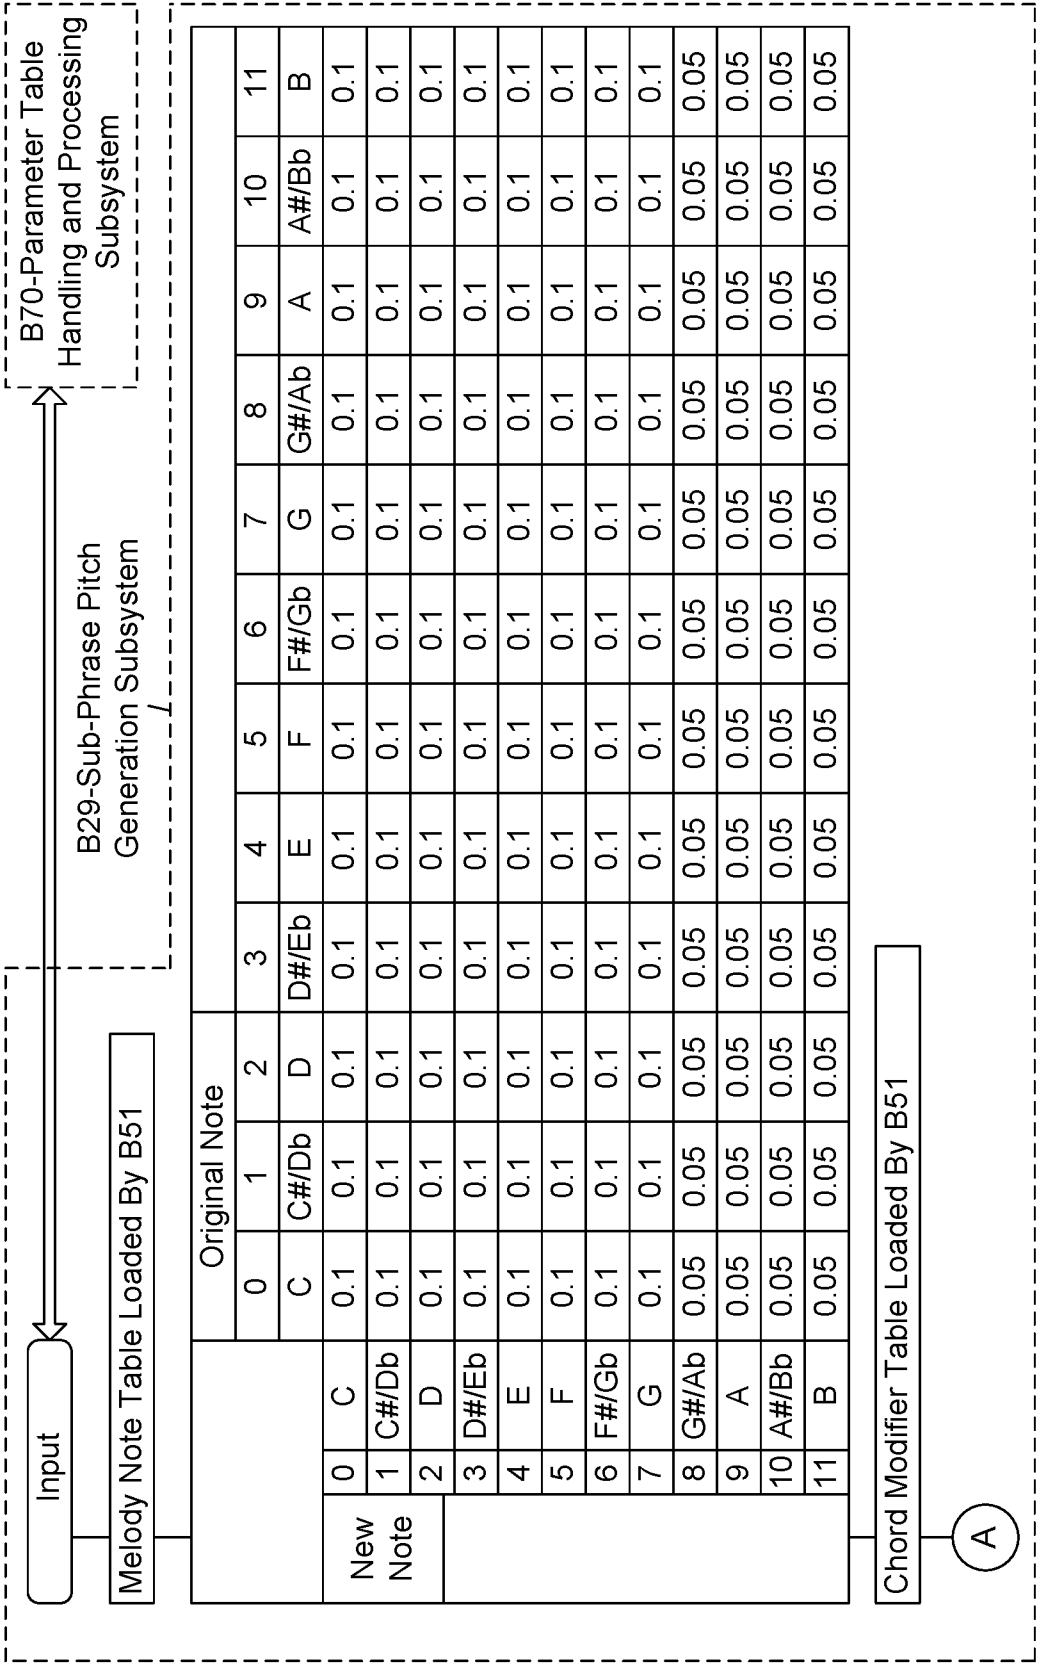 B70-Parameter Table
Handling and Processing
Subsystem
B29-Sub-Phrase Pitch
Generation Subsystem
Input
Melody Note Table Loaded By B51
Original Note
0 1 2 3 4 5 6 7 8 9 10 11
C C#/Db D D#/Eb E F F#/Gb G G#/Ab A A#/Bb B
New
Note
0 C 0.1 0.1 0.1 0.1 0.1 0.1 0.1 0.1 0.1 0.1 0.1 0.1
1 C#/Db 0.1 0.1 0.1 0.1 0.1 0.1 0.1 0.1 0.1 0.1 0.1 0.1
2 D 0.1 0.1 0.1 0.1 0.1 0.1 0.1 0.1 0.1 0.1 0.1 0.1
3 D#/Eb 0.1 0.1 0.1 0.1 0.1 0.1 0.1 0.1 0.1 0.1 0.1 0.1
4 E 0.1 0.1 0.1 0.1 0.1 0.1 0.1 0.1 0.1 0.1 0.1 0.1
5 F 0.1 0.1 0.1 0.1 0.1 0.1 0.1 0.1 0.1 0.1 0.1 0.1
6 F#/Gb 0.1 0.1 0.1 0.1 0.1 0.1 0.1 0.1 0.1 0.1 0.1 0.1
7 G 0.1 0.1 0.1 0.1 0.1 0.1 0.1 0.1 0.1 0.1 0.1 0.1
8 G#/Ab 0.05 0.05 0.05 0.05 0.05 0.05 0.05 0.05 0.05 0.05 0.05 0.05
9 A 0.05 0.05 0.05 0.05 0.05 0.05 0.05 0.05 0.05 0.05 0.05 0.05
10 A#/Bb 0.05 0.05 0.05 0.05 0.05 0.05 0.05 0.05 0.05 0.05 0.05 0.05
11 B 0.05 0.05 0.05 0.05 0.05 0.05 0.05 0.05 0.05 0.05 0.05 0.05
Chord Modifier Table Loaded By B51
A